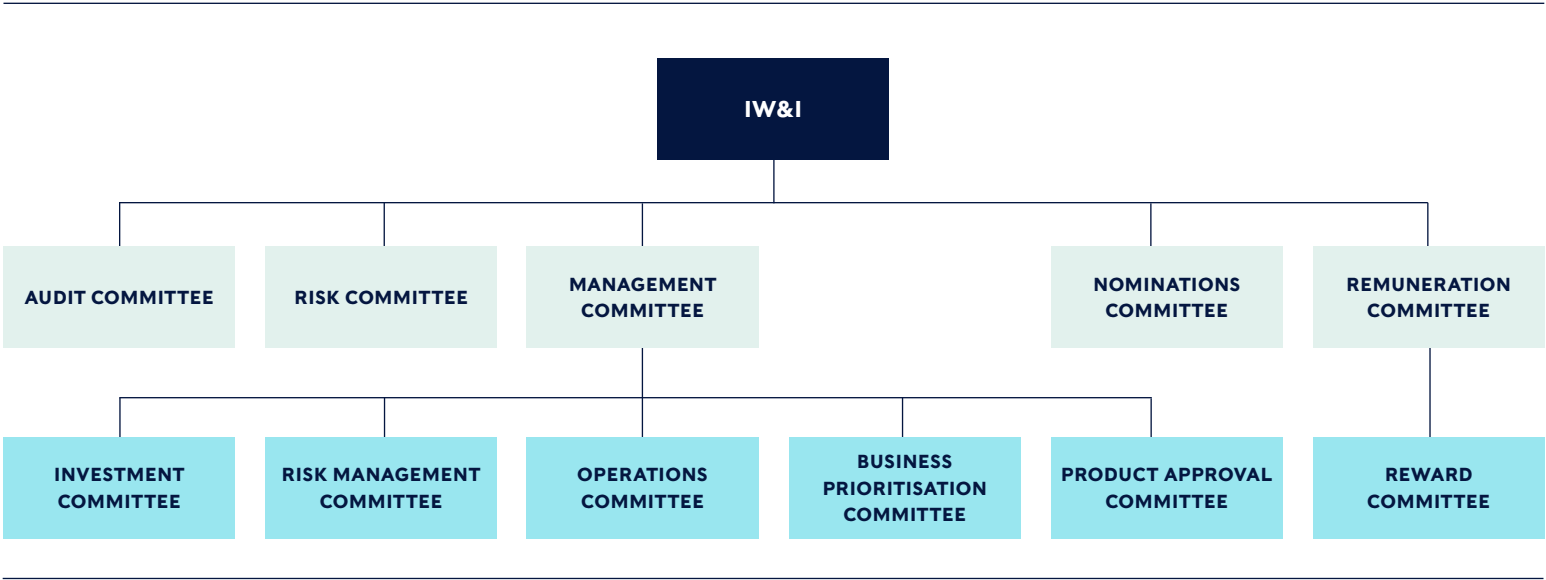 IW&I
AUDIT COMMITTEE
RISK COMMITTEE
MANAGEMENT
COMMITTEE
NOMINATIONS
COMMITTEE
REMUNERATION
COMMITTEE
INVESTMENT
COMMITTEE
RISK MANAGEMENT
COMMITTEE
OPERATIONS
COMMITTEE
BUSINESS
PRIORITISATION
COMMITTEE
PRODUCT APPROVAL
COMMITTEE
REWARD
COMMITTEE